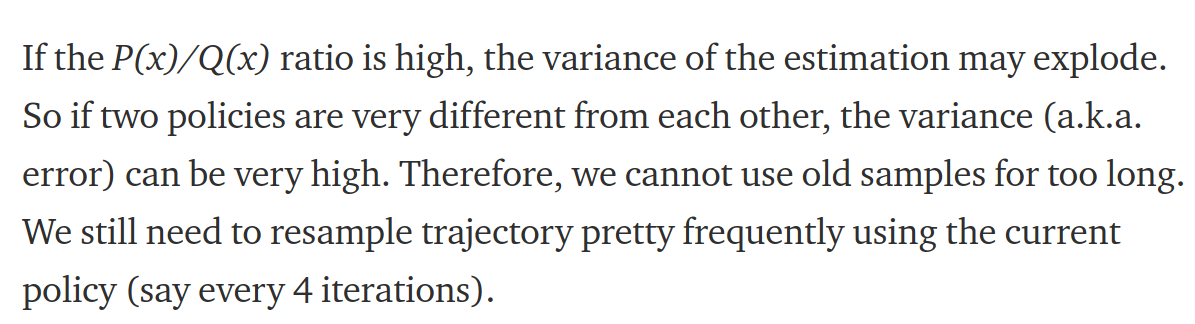 If the P(x)/Q(x) ratio is high, the variance of the estimation may explode.
So if two policies are very different from each other, the variance (a.k.a.
error) can be very high. Therefore, we cannot use old samples for too long.
We still need to resample trajectory pretty frequently using the current
policy (say every 4 iterations).